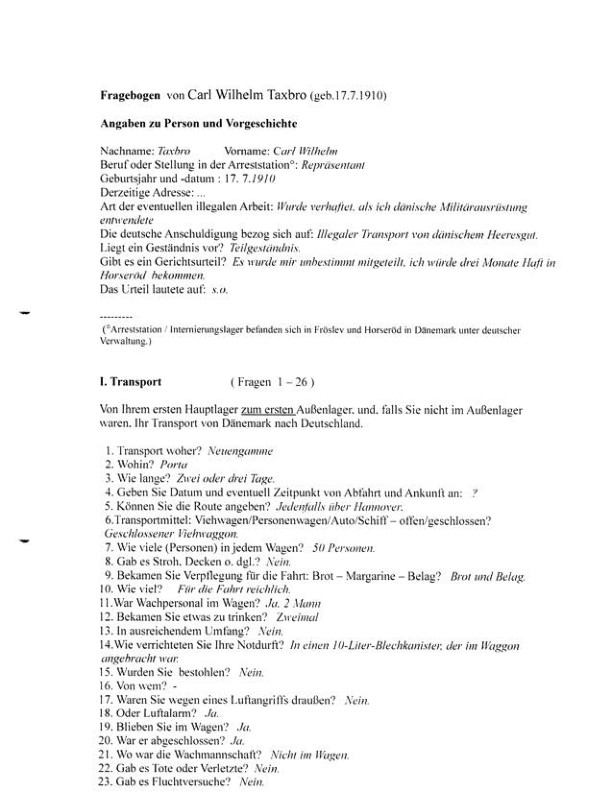 Fragebogen von Carl Wilhelm Taxbro (geb.17.7.1910)
Angaben zu Person und Vorgeschichte
Nachname: Taxbro Vorname: Carl Wilhelm
Beruf oder Stellung in der Arreststation°: Repräsentant
Geburtsjahr und -datum : 17. 7.1910
Derzeitige Adresse: ...
Art der eventuellen illegalen Arbeit: Wurde verhaftet, als ich dänische Militärausrüstung
entwendete
Die deutsche Anschuldigung bezog sich auf: Illegaler Transport von dänischem Heeresgut.
Liegt ein Geständnis vor? Teilgeständnis.
Gibt es ein Gerichtsurteil? Es wurde mir unbestimmt mitgeteilt, ich würde drei Monate Haft in
Horseröd bekommen.
Das Urteil lautete auf: s.o.
---------
(°Arreststation / Internierungslager befanden sich in Fröslev und Horseröd in Dänemark unter deutscher
Verwaltung.)
I. Transport ( Fragen 1 – 26 )
Von Ihrem ersten Hauptlager zum ersten Außenlager. und. falls Sie nicht im Außenlager
waren. Ihr Transport von Dänemark nach Deutschland.
1. Transport woher? Neuengamme
2. Wohin? Porta
3. Wie lange? Zwei oder drei Tage.
4. Geben Sie Datum und eventuell Zeitpunkt von Abfahrt und Ankunft an: ?
5. Können Sie die Route angeben? Jedenfalls über Hannover.
6.Transportmittel: Viehwagen/Personenwagen/Auto/Schiff – offen/geschlossen?
Geschlossener Viehwaggon.
7. Wie viele (Personen) in jedem Wagen? 50 Personen.
8. Gab es Stroh, Decken o. dgl.? Nein.
9. Bekamen Sie Verpflegung für die Fahrt: Brot – Margarine – Belag? Brot und Belag.
10. Wie viel? Für die Fahrt reichlich.
11.War Wachpersonal im Wagen? Ja. 2 Mann
12. Bekamen Sie etwas zu trinken? Zweimal
13. In ausreichendem Umfang? Nein.
14.Wie verrichteten Sie Ihre Notdurft? In einen 10-Liter-Blechkanister, der im Waggon
angebracht war.
15. Wurden Sie bestohlen? Nein.
16. Von wem? -
17. Waren Sie wegen eines Luftangriffs draußen? Nein.
18. Oder Luftalarm? Ja.
19. Blieben Sie im Wagen? Ja.
20. War er abgeschlossen? Ja.
21. Wo war die Wachmannschaft? Nicht im Wagen.
22. Gab es Tote oder Verletzte? Nein.
23. Gab es Fluchtversuche? Nein.